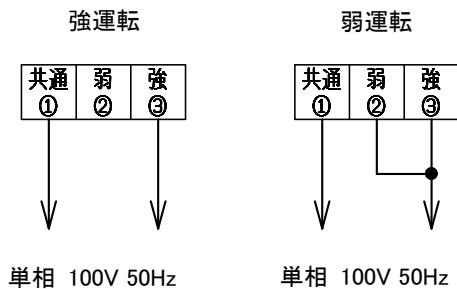 強運転
弱運転
共通 弱 強
① ② ③
共通 弱 強
① ② ③
単相 100V 50Hz
単相 100V 50Hz